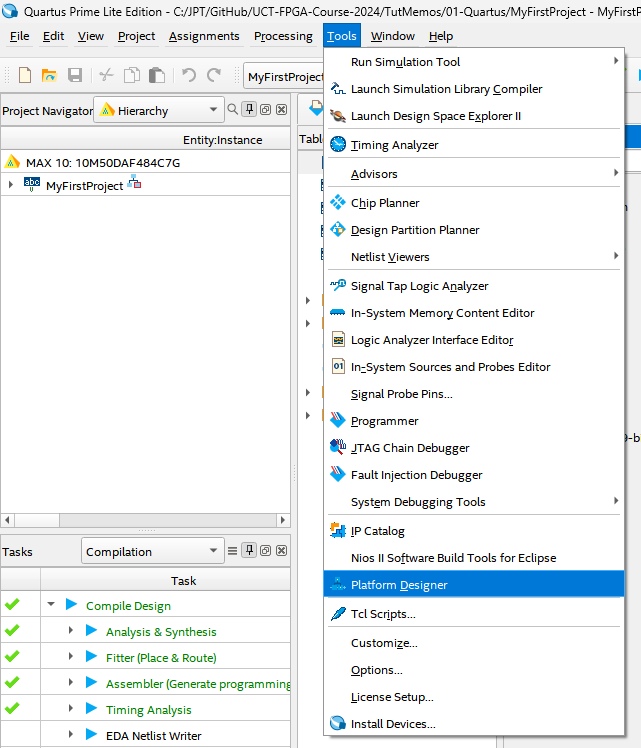 Quartus Prime Lite Edition - C:/JPT/GitHub/UCT-FPGA-Course-2024/TutMemos/01-Quartus/MyFirstProject - MyFirstP
File Edit View Project Assignments Processing Tools Window Help
MyFirstProject
Project Navigator Hierarchy
Entity:Instance
MAX 10: 10M50DAF484C7G
abc MyFirstProject
Run Simulation Tool
Launch Simulation Library Compiler
Launch Design Space Explorer II
Timing Analyzer
Advisors
Chip Planner
Design Partition Planner
Netlist Viewers
Signal Tap Logic Analyzer
In-System Memory Content Editor
Logic Analyzer Interface Editor
01 In-System Sources and Probes Editor
Signal Probe Pins...
Programmer
JTAG Chain Debugger
Fault Injection Debugger
System Debugging Tools
IP Catalog
Nios II Software Build Tools for Eclipse
Platform Designer
Tcl Scripts...
Customize...
Options...
License Setup...
Install Devices...
Tasks Compilation
Task
Compile Design
Analysis & Synthesis
Fitter (Place & Route)
Assembler (Generate programming
Timing Analysis
EDA Netlist Writer